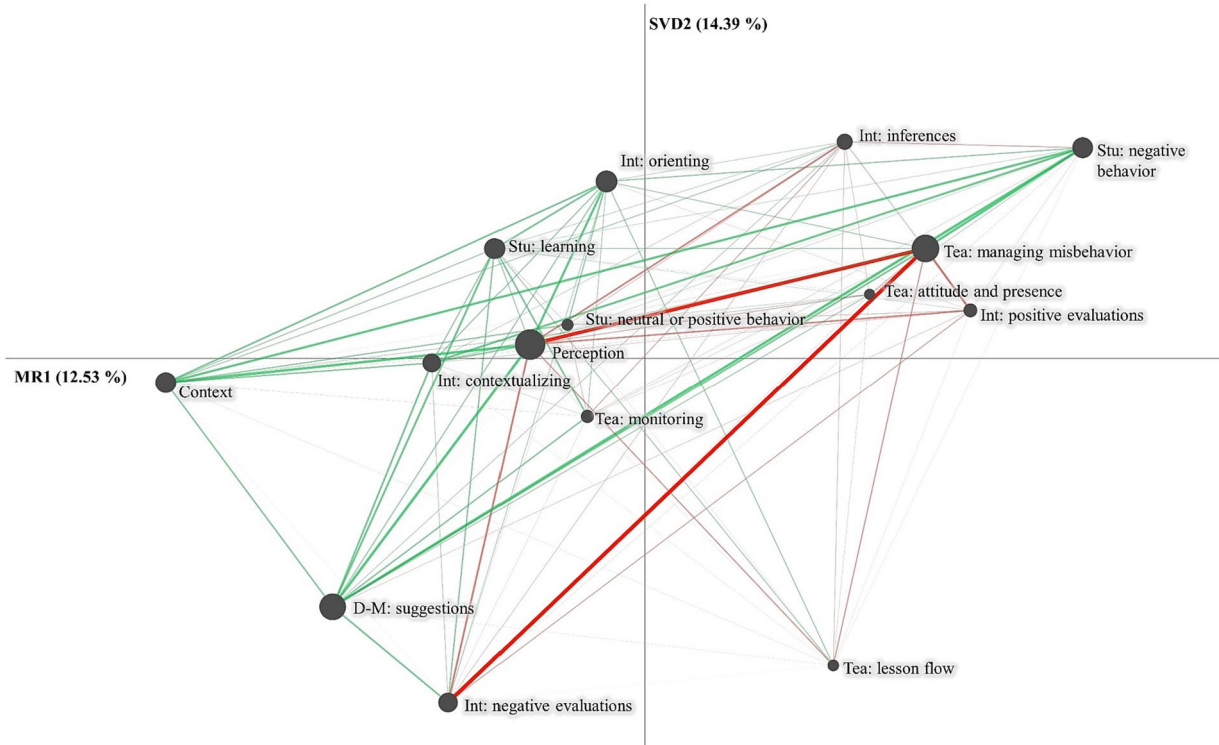 SVD2 (14.39 %)
Int: inferences
Stu: negative
behavior
Int: orienting
Stu: learning
Tea: managing misbehavior
Tea: attitude and presence
Int: positive evaluations
Stu: neutral or positive behavior
Perception
MR1 (12.53 %)
Int: contextualizing
Context
Tea: monitoring
D-M: suggestions
Tea: lesson flow
Int: negative evaluations